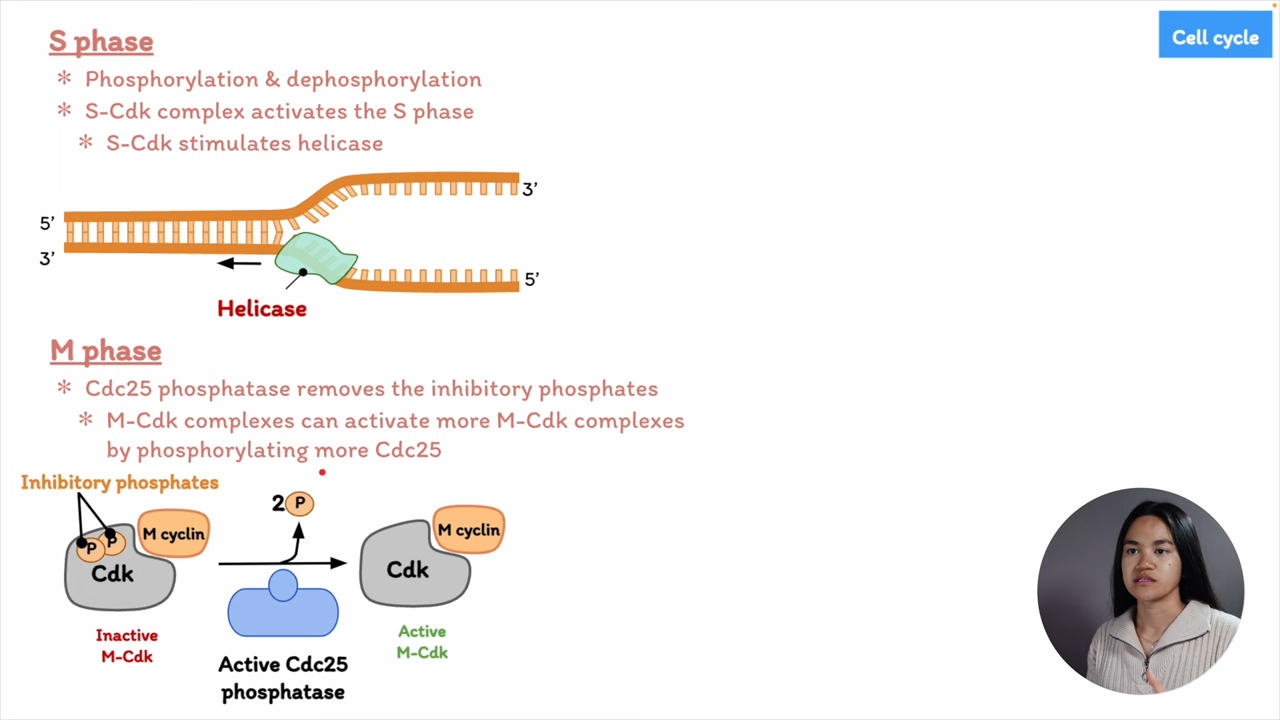 Cell cycle
S phase
* Phosphorylation & dephosphorylation
* S-Cdk complex activates the S phase
* S-Cdk stimulates helicase
3’
5’
3’
5’
Helicase
M phase
* Cdc25 phosphatase removes the inhibitory phosphates
* M-Cdk complexes can activate more M-Cdk complexes
by phosphorylating more Cdc25
Inhibitory phosphates
2 P
P P
M cyclin
Cdk
M cyclin
Cdk
Inactive
M-Cdk
Active Cdc25
phosphatase
Active
M-Cdk